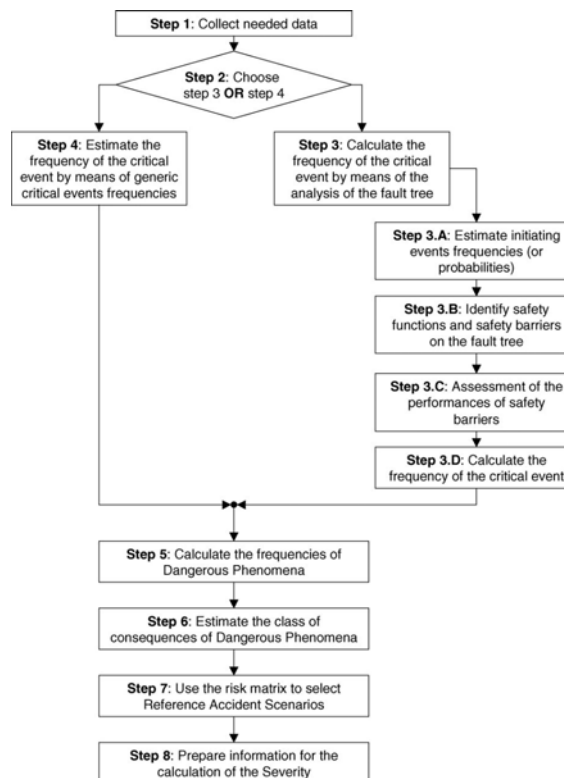 Step 1: Collect needed data
Step 2: Choose
step 3 OR step 4
Step 4: Estimate the
frequency of the critical
event by means of generic
critical events frequencies
Step 3: Calculate the
frequency of the critical
event by means of the
analysis of the fault tree
Step 3.A: Estimate initiating
events frequencies (or
probabilities)
Step 3.B: Identify safety
functions and safety barriers
on the fault tree
Step 3.C: Assessment of the
performances of safety
barriers
Step 3.D: Calculate the
frequency of the critical event
Step 5: Calculate the frequencies of
Dangerous Phenomena
Step 6: Estimate the class of
consequences of Dangerous Phenomena
Step 7: Use the risk matrix to select
Reference Accident Scenarios
Step 8: Prepare information for the
calculation of the Severity